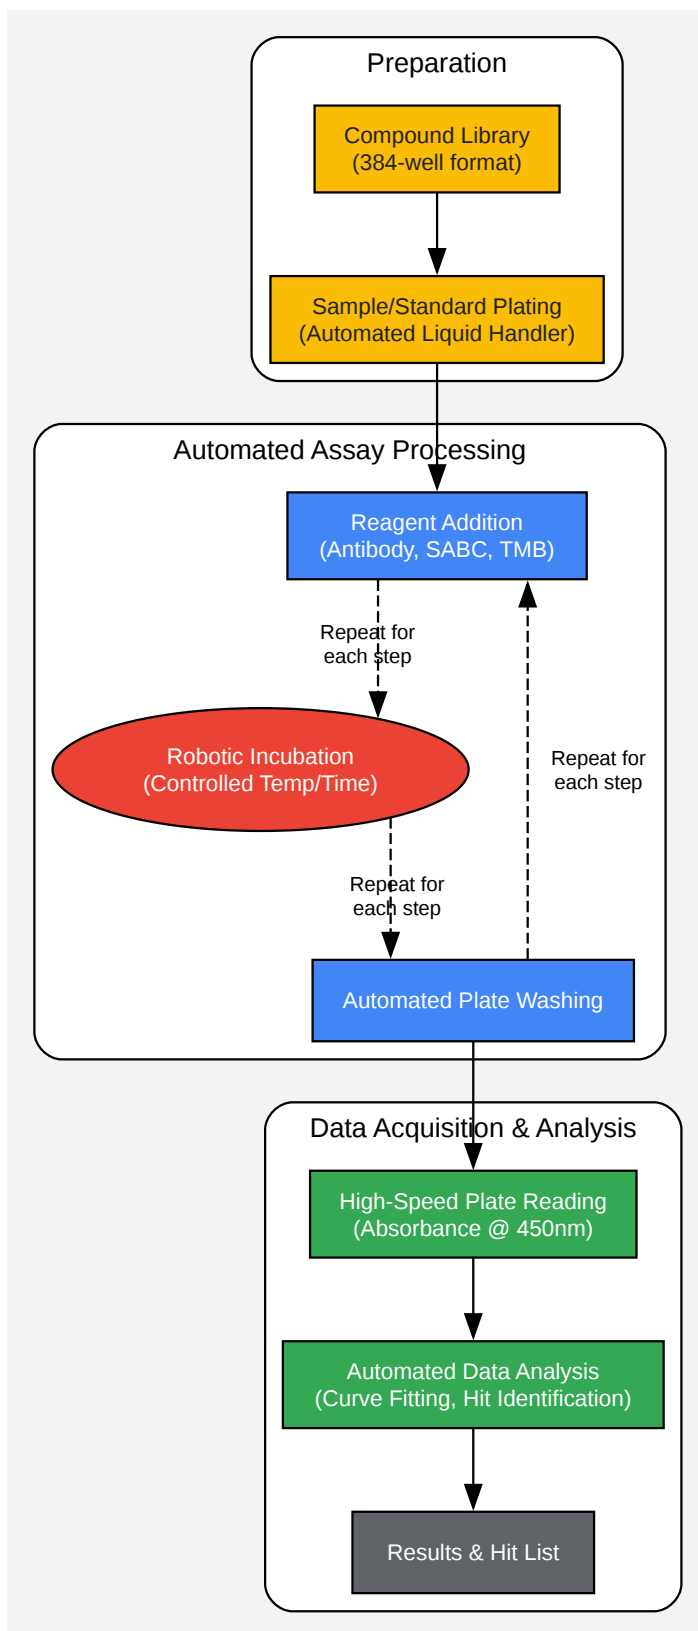 Preparation
Compound Library
(384-well format)
Sample/Standard Plating
(Automated Liquid Handler)
Automated Assay Processing
Reagent Addition
(Antibody, SABC, TMB)
Repeat for
each step
Robotic Incubation
(Controlled Temp/Time)
Repeat for
each step
Repeat for
each step
Automated Plate Washing
Data Acquisition & Analysis
High-Speed Plate Reading
(Absorbance @ 450nm)
Automated Data Analysis
(Curve Fitting, Hit Identification)
Results & Hit List